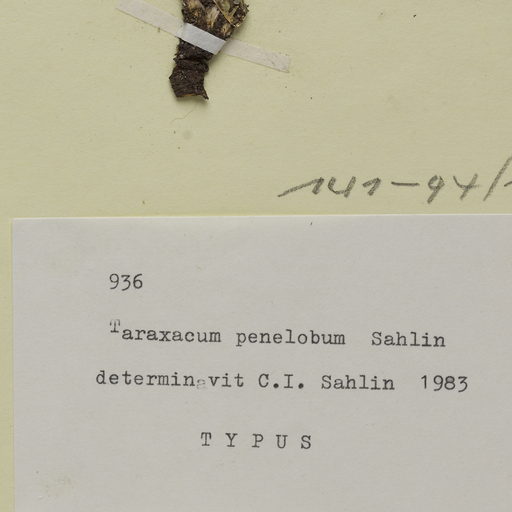 141-94/
936
Taraxacum penelobum Sahlin
determinavit C.I. Sahlin 1983
TYPUS